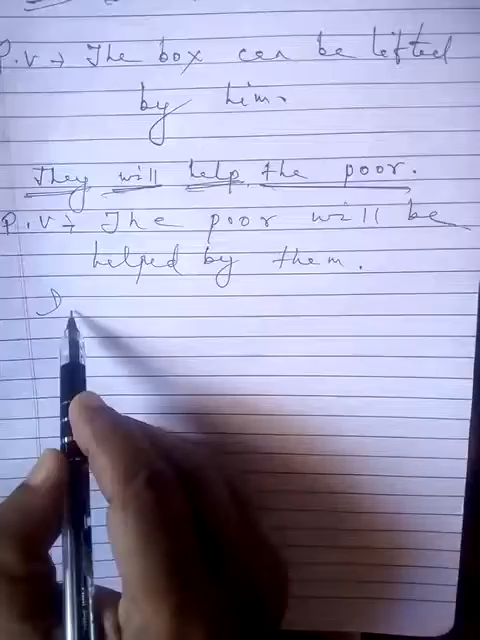 P.V → The box can be lifted
by him.
They will help the poor.
P.V → The poor will be
helped by them.